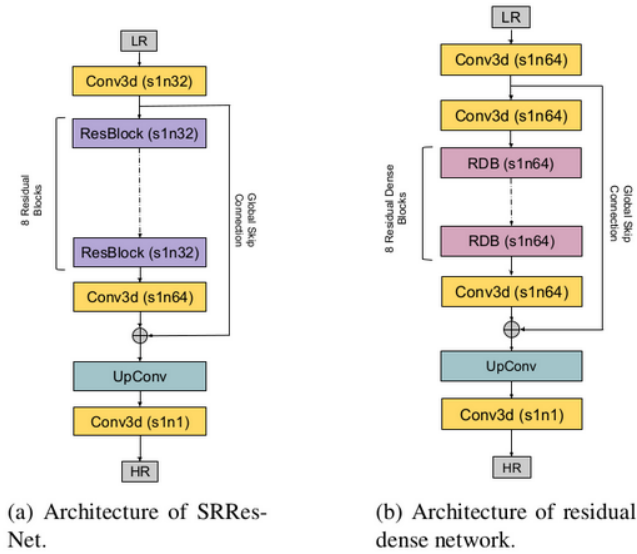 LR
Conv3d (s1n32)
ResBlock (s1n32)
8 Residual
Blocks
Global Skip
Connection
ResBlock (s1n32)
Conv3d (s1n64)
UpConv
Conv3d (s1n1)
HR
(a) Architecture of SRRes-
Net.
LR
Conv3d (s1n64)
Conv3d (s1n64)
RDB (s1n64)
8 Residual Dense
Blocks
Global Skip
Connection
RDB (s1n64)
Conv3d (s1n64)
UpConv
Conv3d (s1n1)
HR
(b) Architecture of residual
dense network.